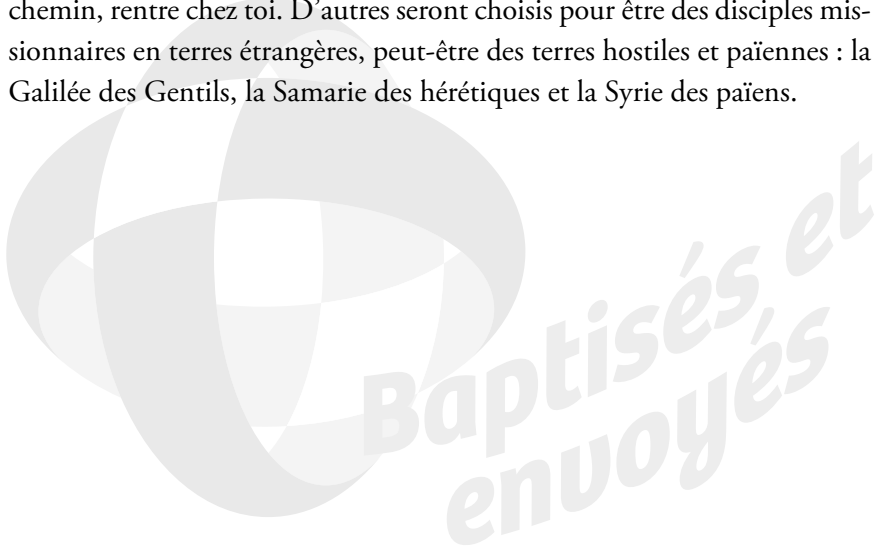 chemin, rentre chez toi. D’autres seront choisis pour être des disciples mis-
sionnaires en terres étrangères, peut-être des terres hostiles et païennes : la
Galilée des Gentils, la Samarie des hérétiques et la Syrie des païens.
Baptisés et
envoyés